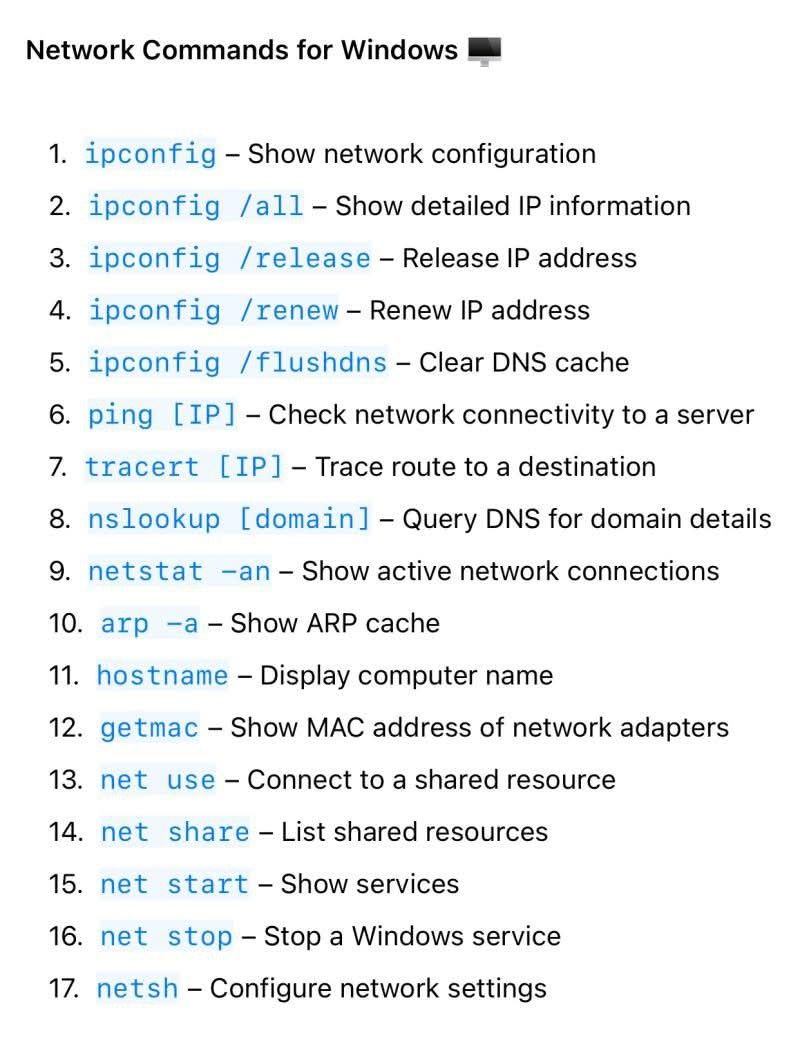 Network Commands for Windows 🖥️
1. ipconfig – Show network configuration
2. ipconfig /all – Show detailed IP information
3. ipconfig /release – Release IP address
4. ipconfig /renew – Renew IP address
5. ipconfig /flushdns – Clear DNS cache
6. ping [IP] – Check network connectivity to a server
7. tracert [IP] – Trace route to a destination
8. nslookup [domain] – Query DNS for domain details
9. netstat –an – Show active network connections
10. arp –a – Show ARP cache
11. hostname – Display computer name
12. getmac – Show MAC address of network adapters
13. net use – Connect to a shared resource
14. net share – List shared resources
15. net start – Show services
16. net stop – Stop a Windows service
17. netsh – Configure network settings